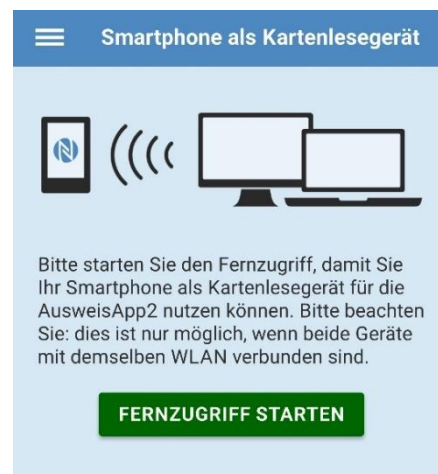 Smartphone als Kartenlesegerät
Bitte starten Sie den Fernzugriff, damit Sie
Ihr Smartphone als Kartenlesegerät für die
AusweisApp2 nutzen können. Bitte beachten
Sie: dies ist nur möglich, wenn beide Geräte
mit demselben WLAN verbunden sind.
FERNZUGRIFF STARTEN